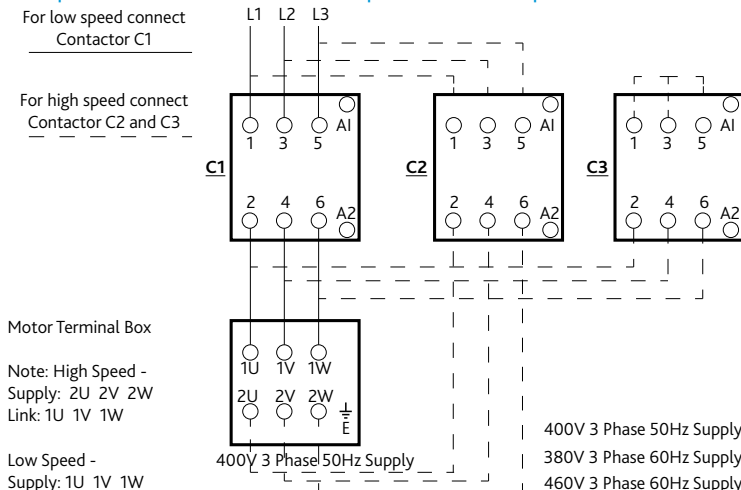 For low speed connect
Contactor C1
L1 L2 L3
For high speed connect
Contactor C2 and C3
AI AI AI
1 3 5 1 3 5 1 3 5
C1 C2 C3
2 4 6 A2 2 4 6 A2 2 4 6 A2
Motor Terminal Box
1U 1V 1W
Note: High Speed -
Supply: 2U 2V 2W
Link: 1U 1V 1W
2U 2V 2W
E
400V 3 Phase 50Hz Supply
Low Speed -
Supply: 1U 1V 1W
400V 3 Phase 50Hz Supply
380V 3 Phase 60Hz Supply
460V 3 Phase 60Hz Supply